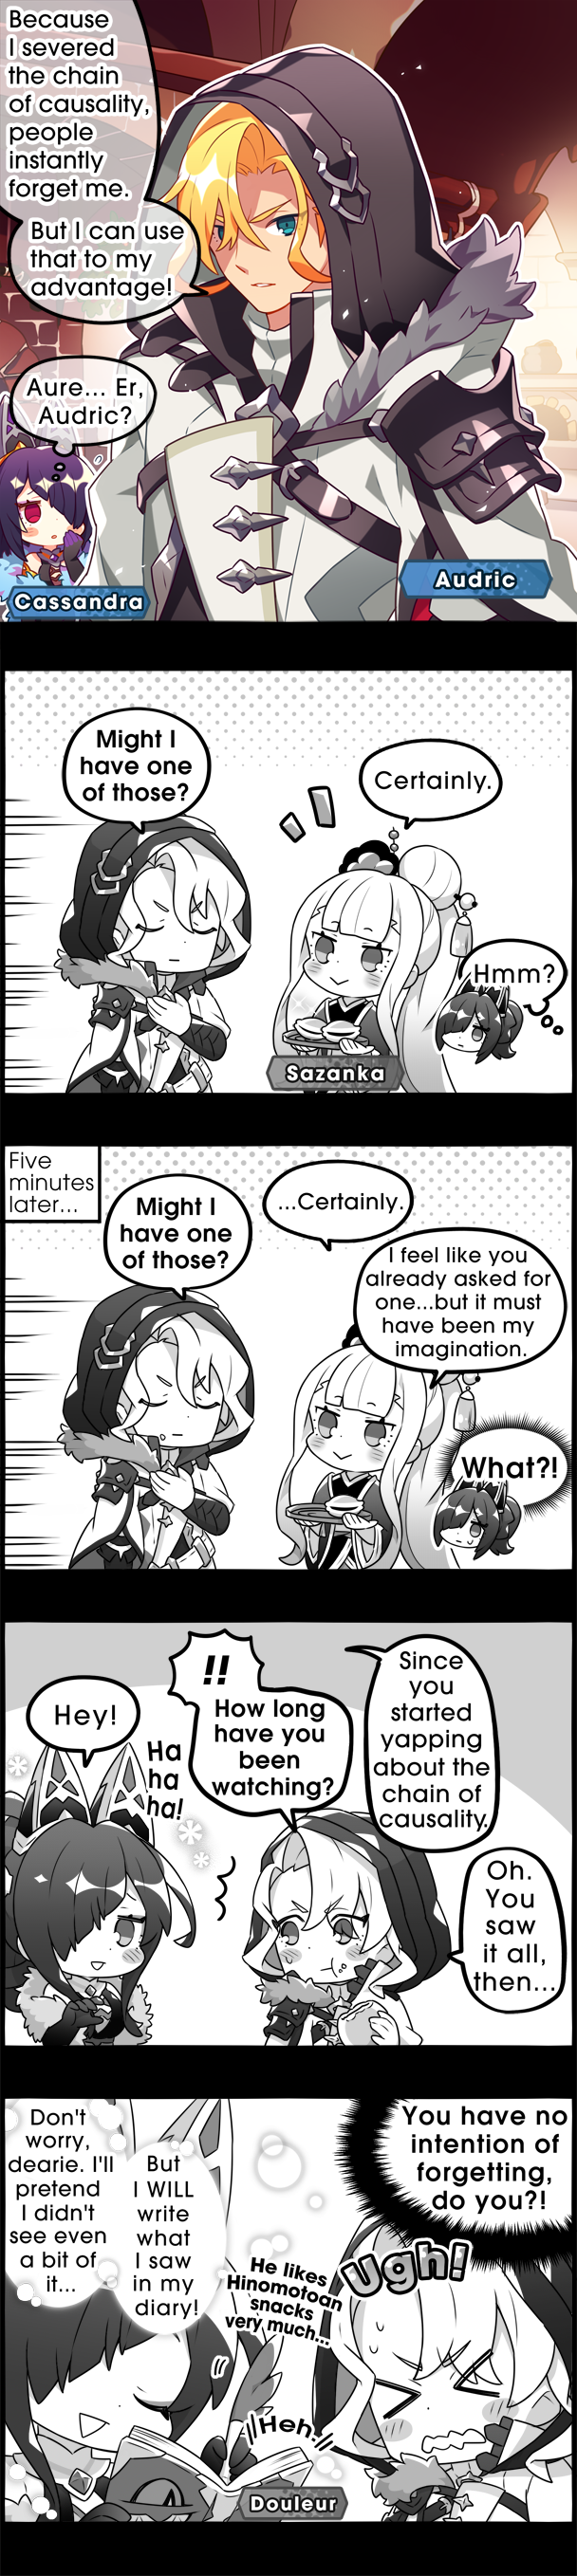 Because
I severed
the chain
of causality,
people
instantly
forget me.
But I can use
that to my
advantage!
Aure... Er,
Audric?
Cassandra
Audric
Might I
have one
of those?
Certainly.
Hmm?
Sazanka
Five
minutes
later...
Might I
have one
of those?
...Certainly.
I feel like you
already asked for
one...but it must
have been my
imagination.
What?!
Hey!
Ha
ha
ha!
!!
How long
have you
been
watching?
Since
you
started
yapping
about the
chain of
causality.
Oh.
You
saw
it all,
then...
Don't
worry,
dearie. I'll
pretend
I didn't
see even
a bit of
it...
But
I WILL
write
what
I saw
in my
diary!
You have no
intention of
forgetting,
do you?!
Ugh!
He likes
Hinomotoan
snacks
very much...
Heh.
Douleur